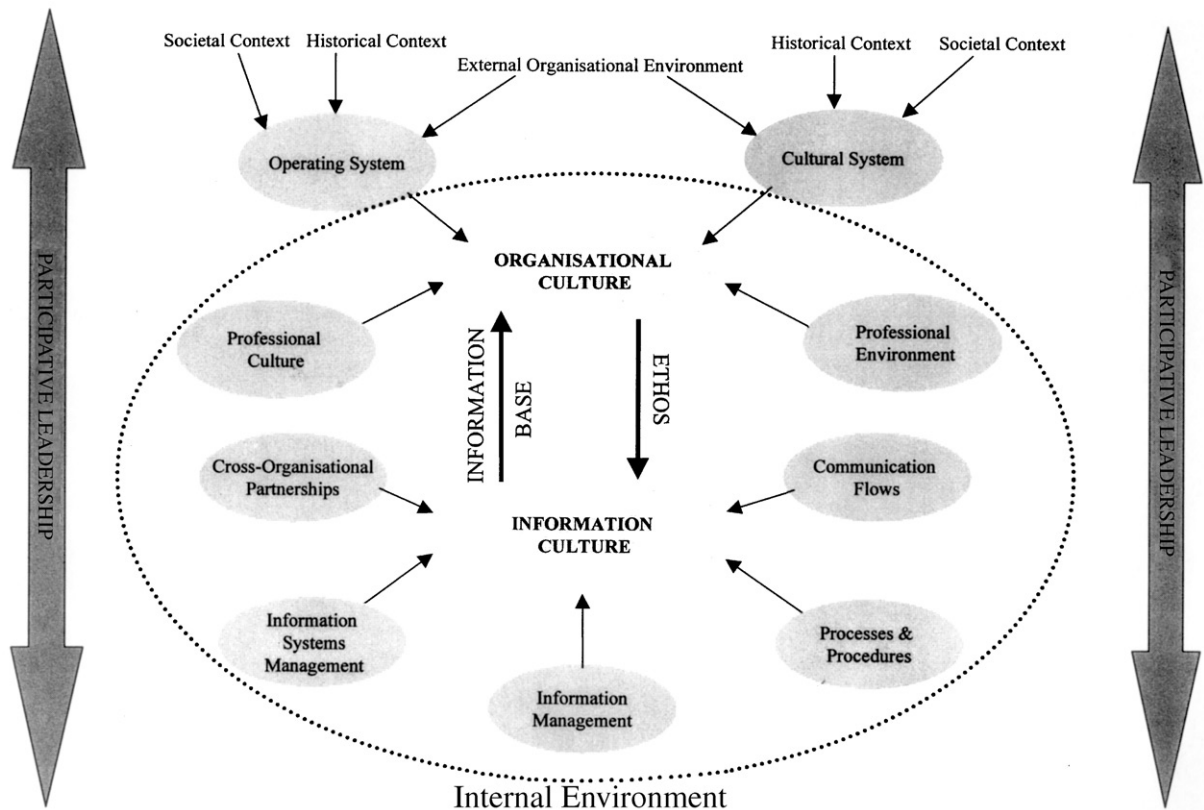 Societal Context
Historical Context
External Organisational Environment
Historical Context
Societal Context
Operating System
Cultural System
PARTICIPATIVE LEADERSHIP
PARTICIPATIVE LEADERSHIP
ORGANISATIONAL
CULTURE
Professional
Culture
INFORMATION
BASE
ETHOS
Professional
Environment
Cross-Organisational
Partnerships
Communication
Flows
INFORMATION
CULTURE
Information
Systems
Management
Processes &
Procedures
Information
Management
Internal Environment